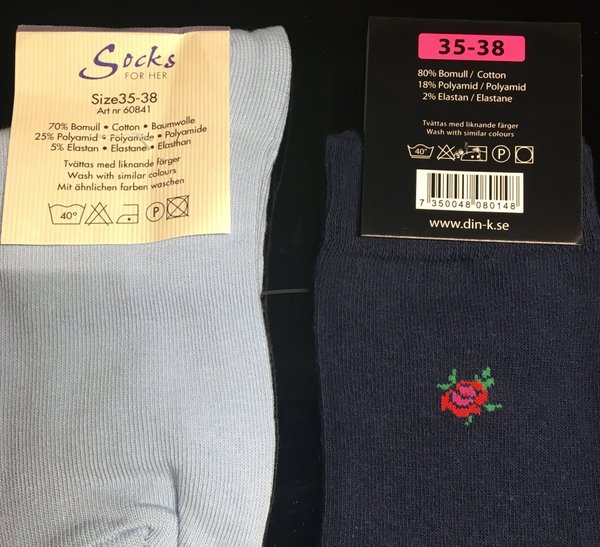 Socks
FOR HER
Size35-38
Art nr 60841
70% Bomull • Cotton • Baumwolle
25% Polyamid • Polyamide • Polyamide
5% Elastan • Elastane • Elasthan
Tvättas med liknande färger
Wash with similar colours
Mit ähnlichen farben waschen
40° P
35-38
80% Bomull / Cotton
18% Polyamid / Polyamid
2% Elastan / Elastane
Tvättas med liknande färger
Wash with similar colours
40° P
7 350048 080148
www.din-k.se